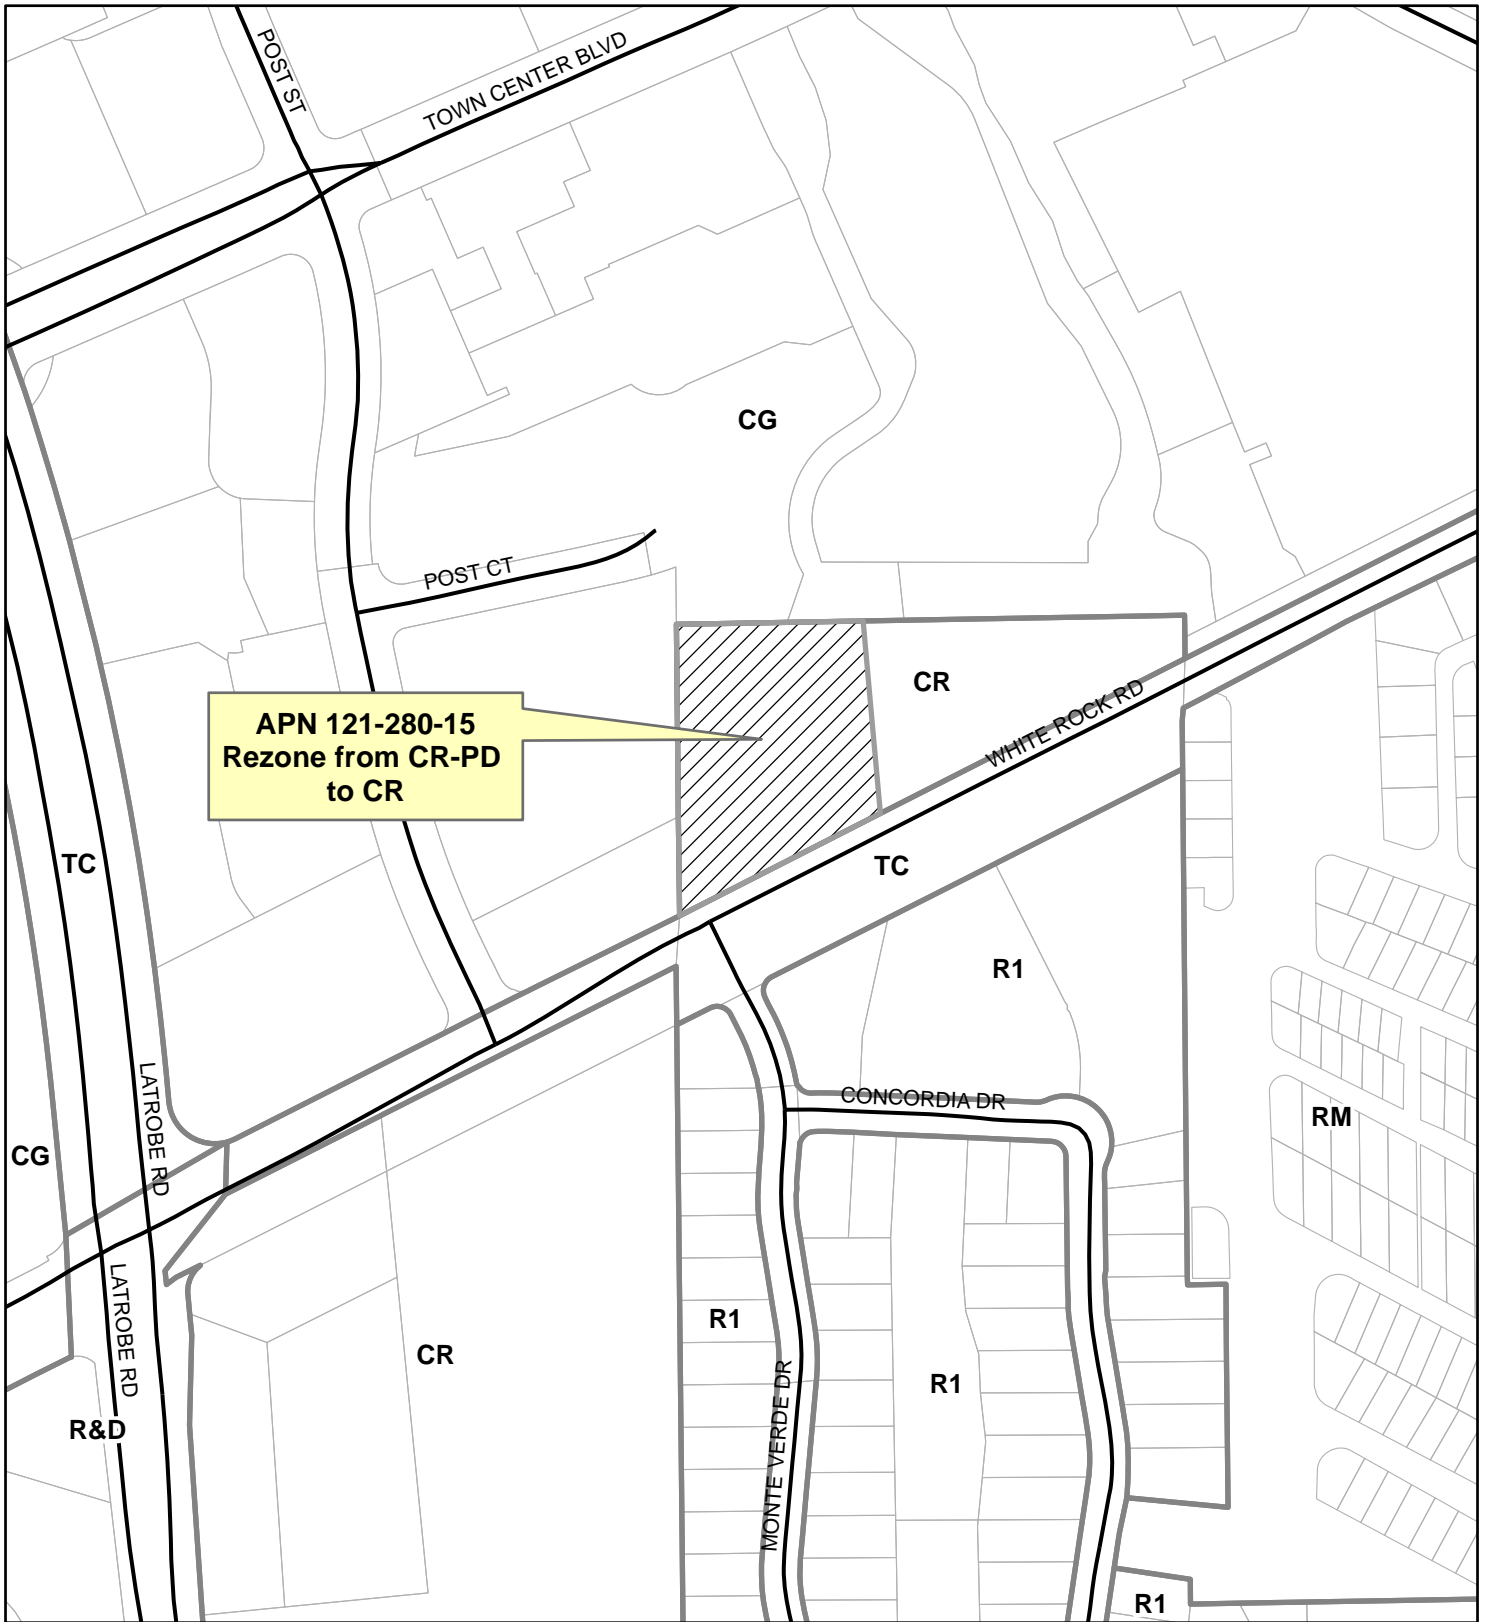 POST ST
TOWN CENTER BLVD
CG
POST CT
CR
WHITE ROCK RD
APN 121-280-15
Rezone from CR-PD
to CR
TC
TC
R1
LATROBE RD
CONCORDIA DR
RM
CG
LATROBE RD
R1
CR
R1
MONTE VERDE DR
R&D
R1